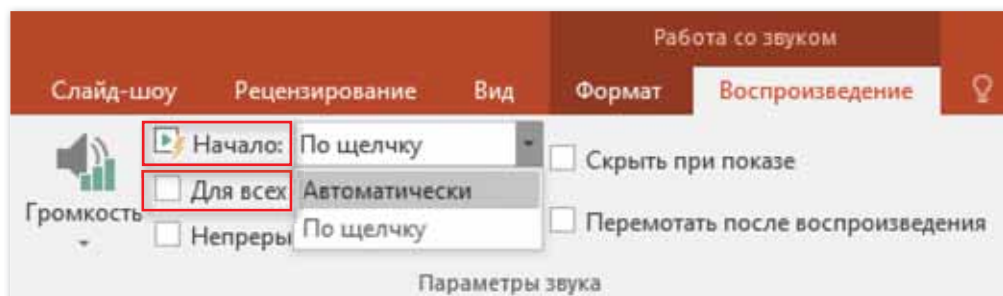 Работа со звуком
Слайд-шоу Рецензирование Вид Формат Воспроизведение
Начало: По щелчку
Скрыть при показе
Для всех Автоматически
Громкость
Непреры По щелчку
Перемотать после воспроизведения
Параметры звука